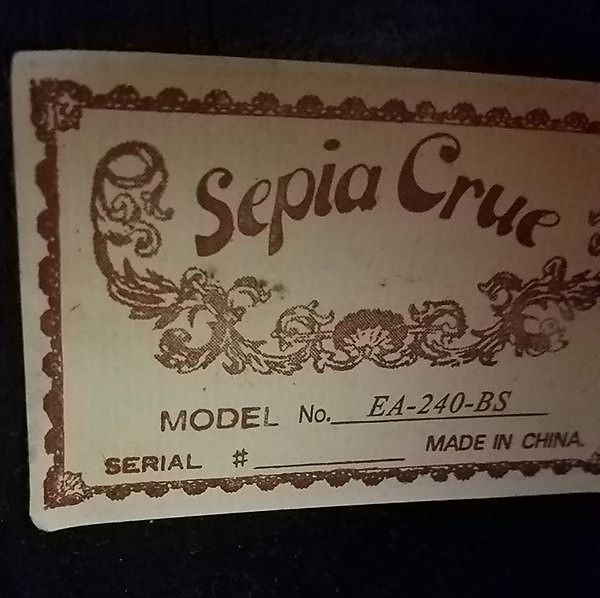 Sepia Crue
MODEL No. EA-240-BS
SERIAL #
MADE IN CHINA.